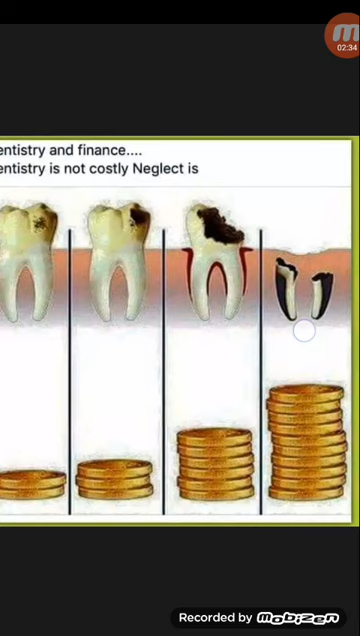 02:34
entistry and finance....
entistry is not costly Neglect is
Recorded by mobizen